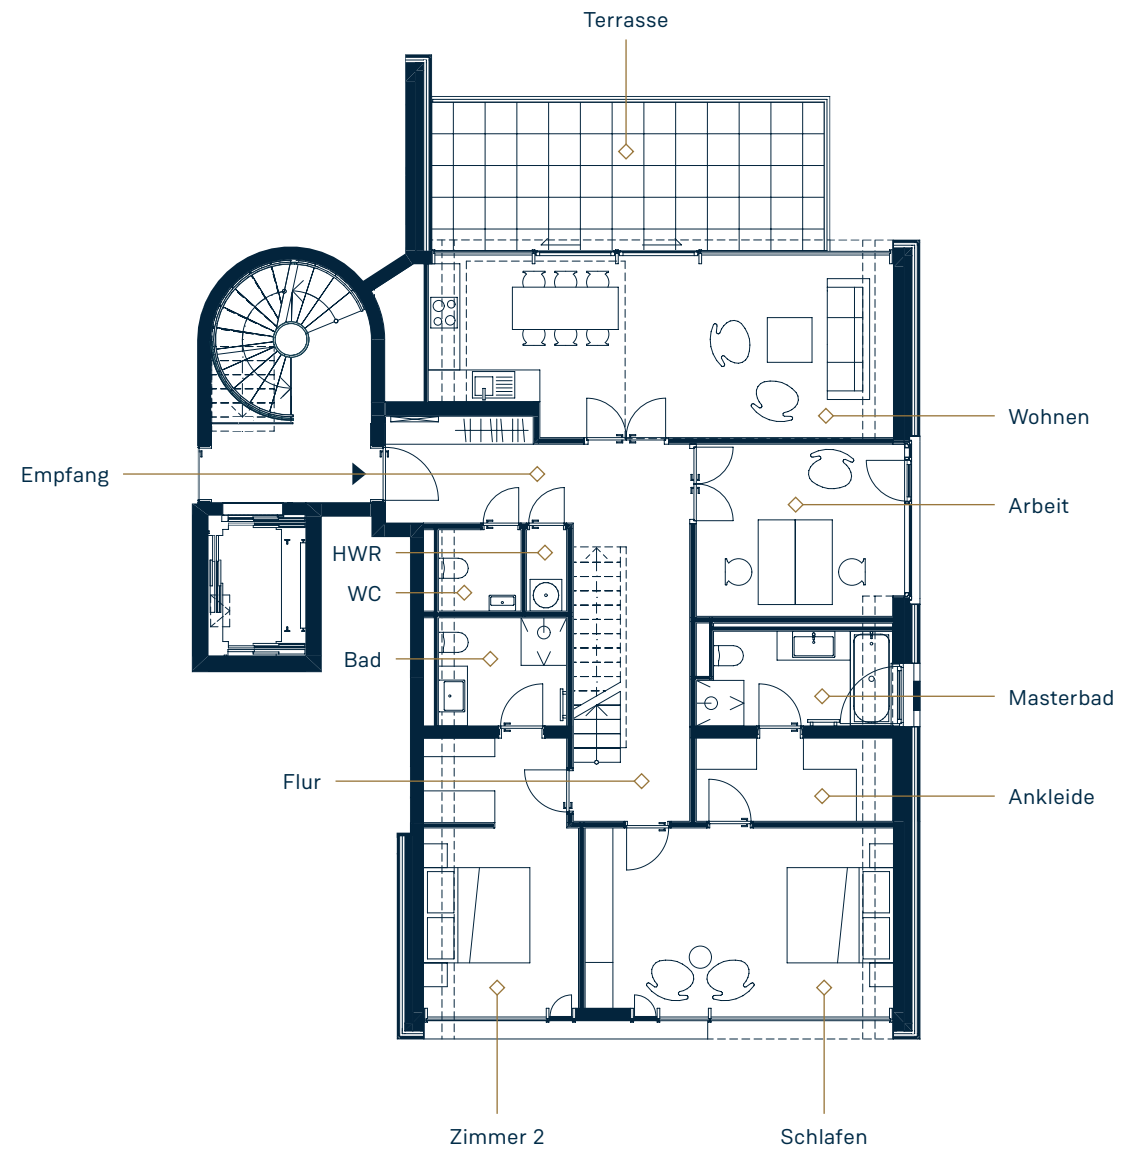 Terrasse
Wohnen
Empfang
Arbeit
HWR
WC
Bad
Masterbad
Flur
Ankleide
Zimmer 2
Schlafen